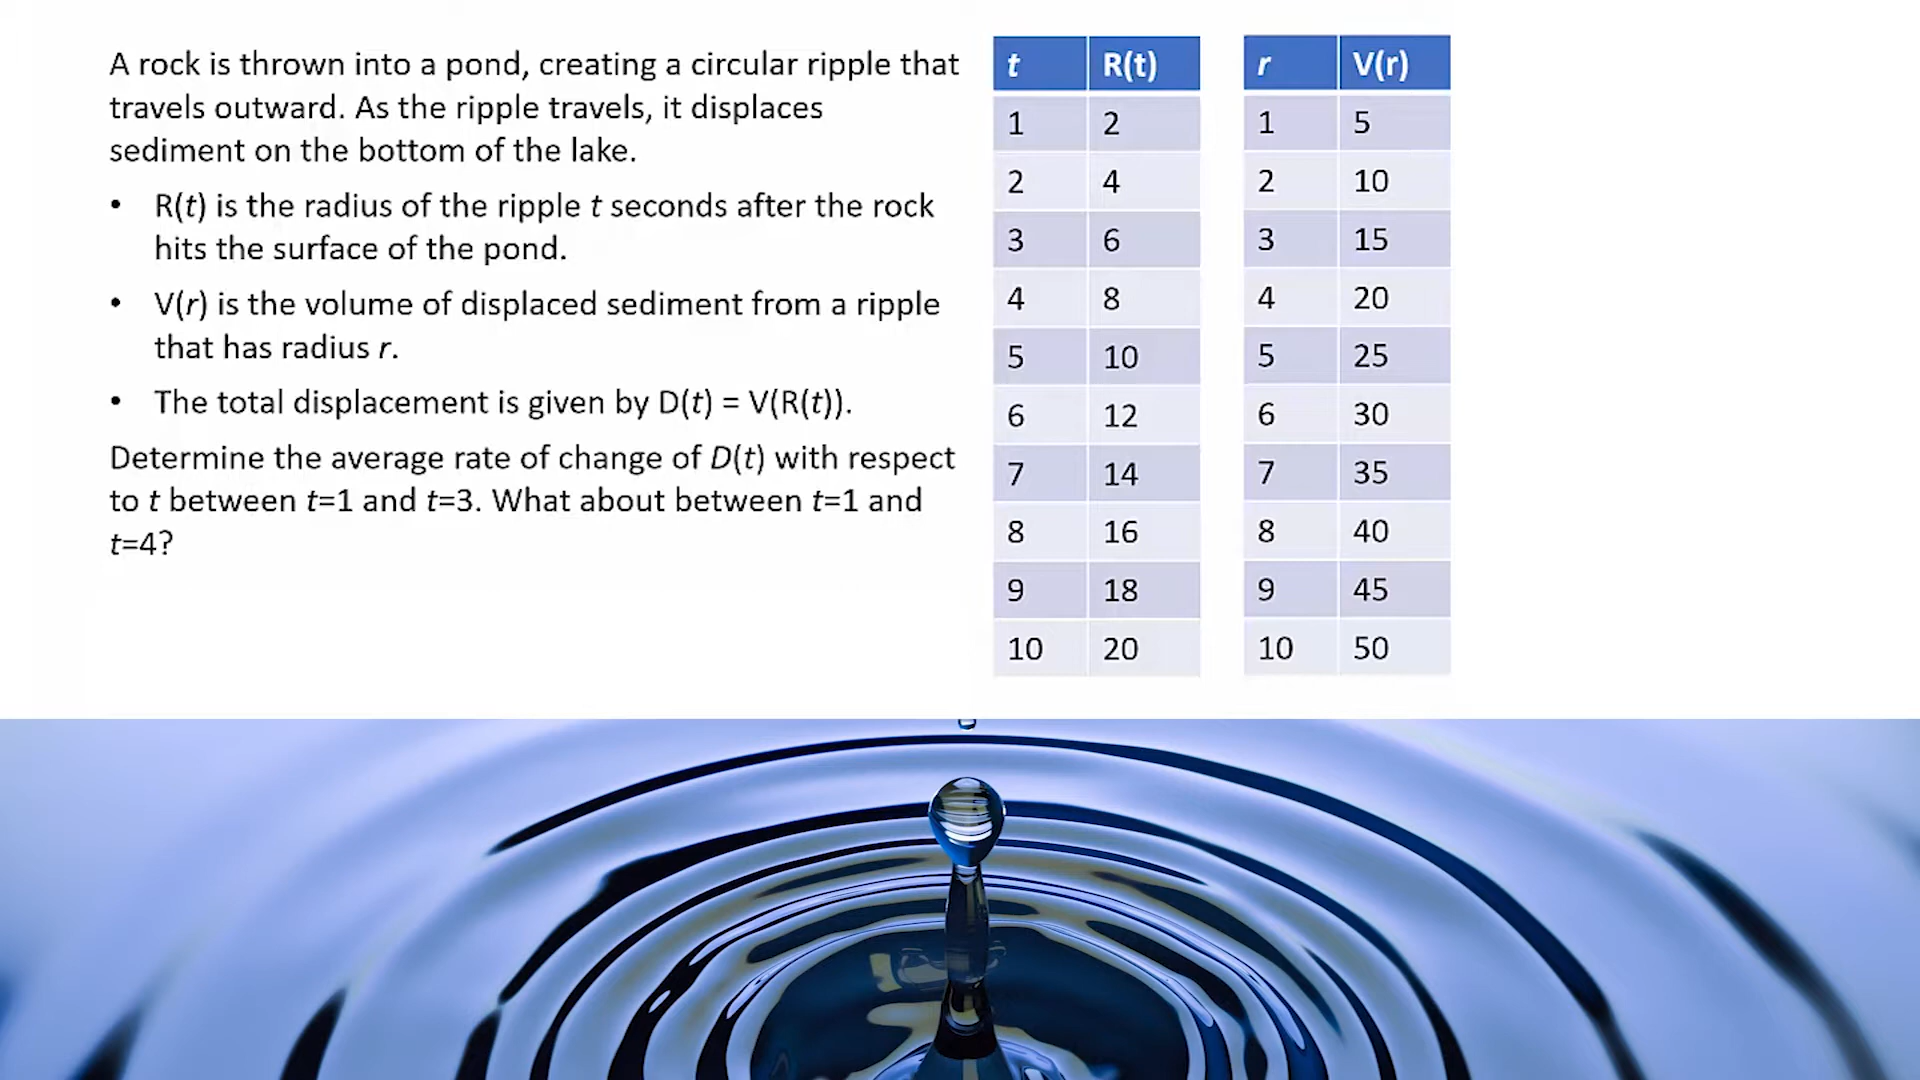 A rock is thrown into a pond, creating a circular ripple that
travels outward. As the ripple travels, it displaces
sediment on the bottom of the lake.
• R(t) is the radius of the ripple t seconds after the rock
hits the surface of the pond.
• V(r) is the volume of displaced sediment from a ripple
that has radius r.
• The total displacement is given by D(t) = V(R(t)).
Determine the average rate of change of D(t) with respect
to t between t=1 and t=3. What about between t=1 and
t=4?
t R(t)
1 2
2 4
3 6
4 8
5 10
6 12
7 14
8 16
9 18
10 20
r V(r)
1 5
2 10
3 15
4 20
5 25
6 30
7 35
8 40
9 45
10 50